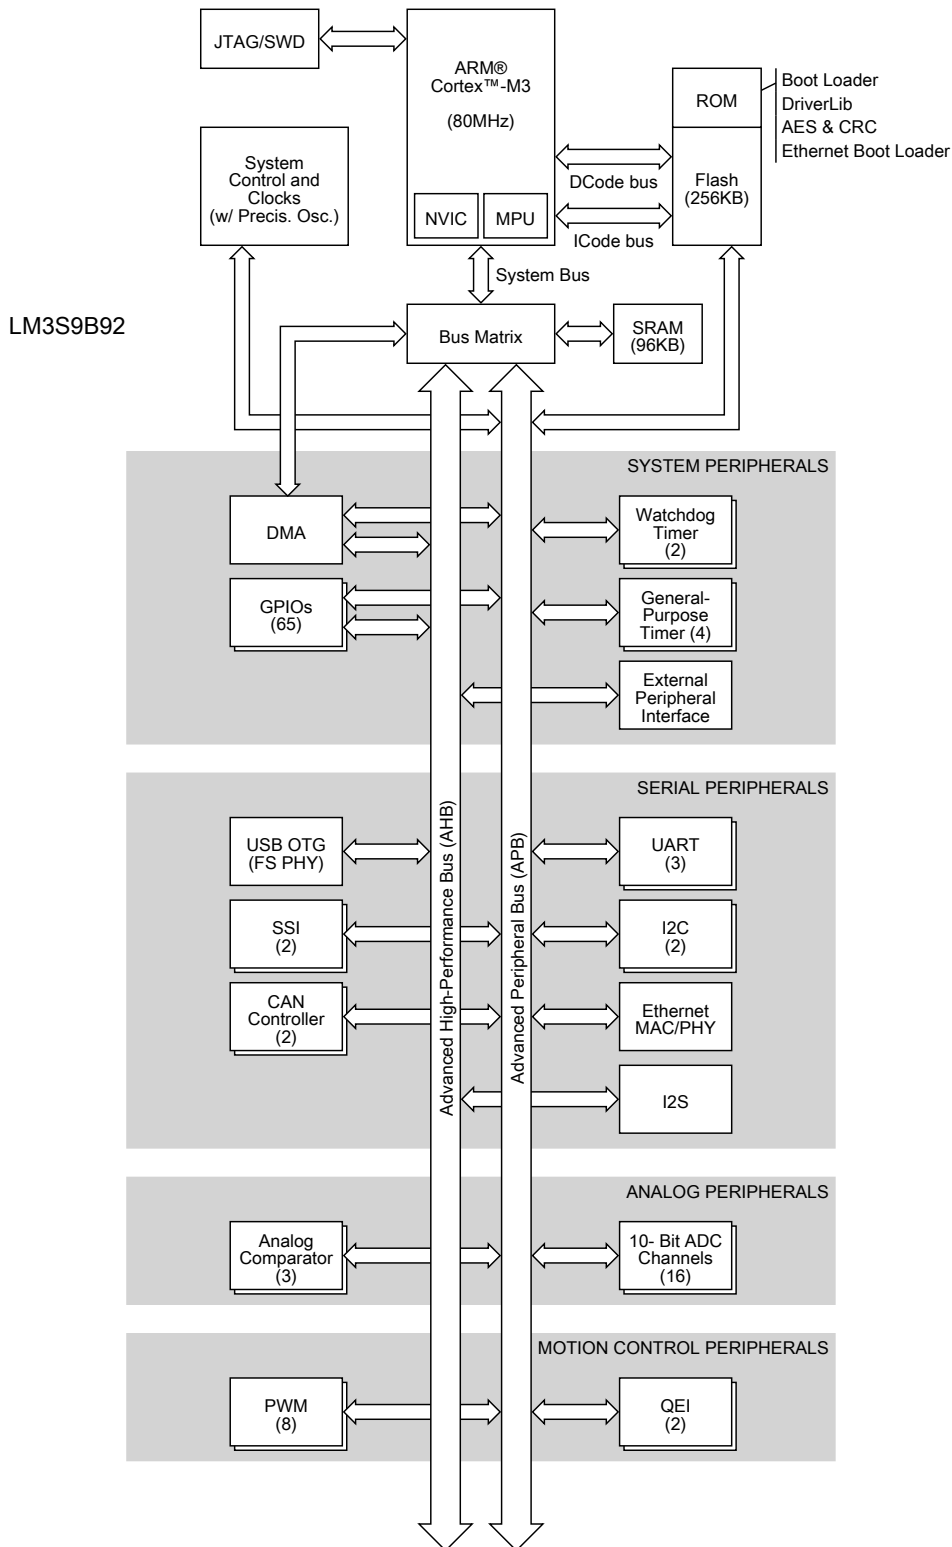 JTAG/SWD
ARM®
Cortex™-M3
(80MHz)
NVIC
MPU
ROM
Flash
(256KB)
Boot Loader
DriverLib
AES & CRC
Ethernet Boot Loader
System
Control and
Clocks
(w/ Precis. Osc.)
DCode bus
ICode bus
System Bus
LM3S9B92
Bus Matrix
SRAM
(96KB)
SYSTEM PERIPHERALS
DMA
Watchdog
Timer
(2)
GPIOs
(65)
General-
Purpose
Timer (4)
External
Peripheral
Interface
Advanced High-Performance Bus (AHB)
Advanced Peripheral Bus (APB)
SERIAL PERIPHERALS
USB OTG
(FS PHY)
UART
(3)
SSI
(2)
I2C
(2)
CAN
Controller
(2)
Ethernet
MAC/PHY
I2S
ANALOG PERIPHERALS
Analog
Comparator
(3)
10- Bit ADC
Channels
(16)
MOTION CONTROL PERIPHERALS
PWM
(8)
QEI
(2)